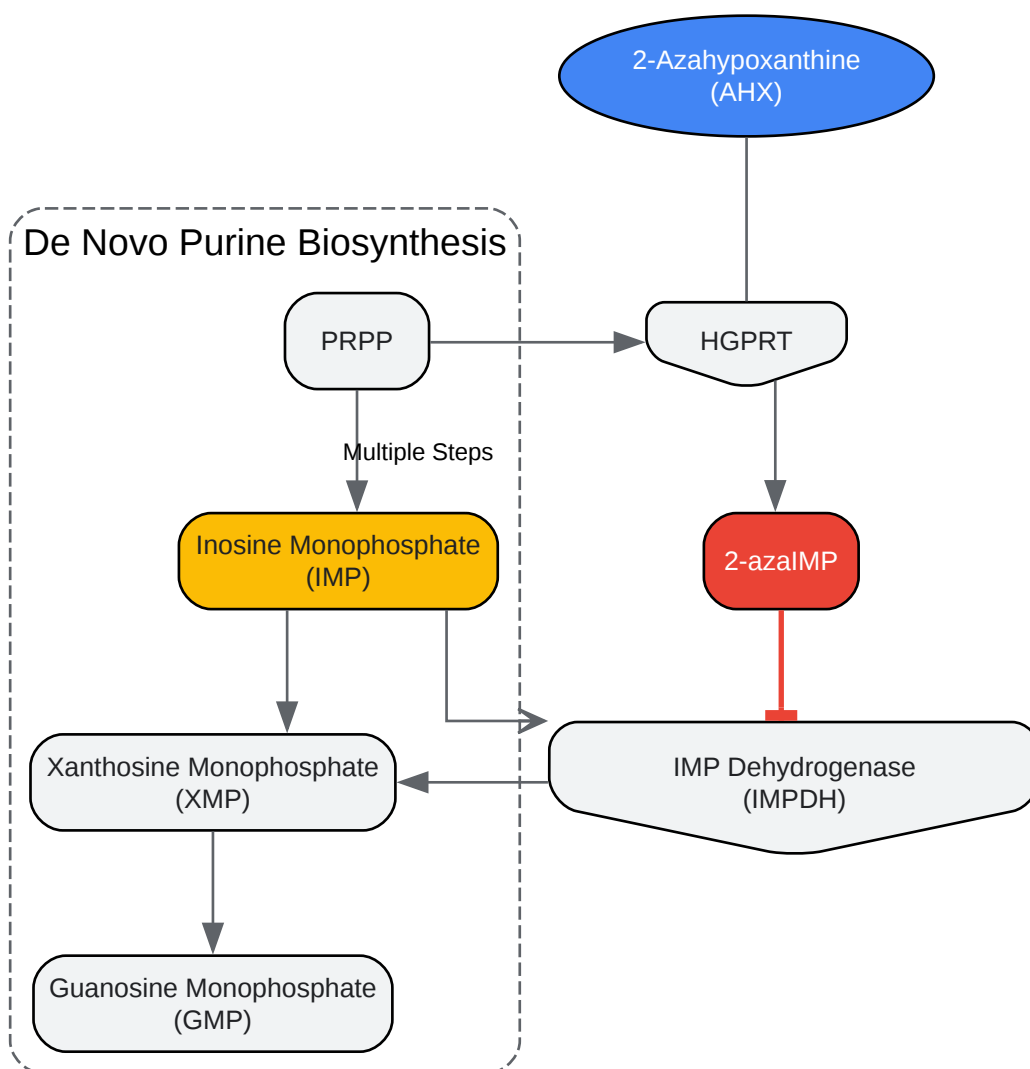 2-Azahypoxanthine
(AHX)
De Novo Purine Biosynthesis
PRPP
HGPRT
Multiple Steps
Inosine Monophosphate
(IMP)
2-azaIMP
Xanthosine Monophosphate
(XMP)
IMP Dehydrogenase
(IMPDH)
Guanosine Monophosphate
(GMP)